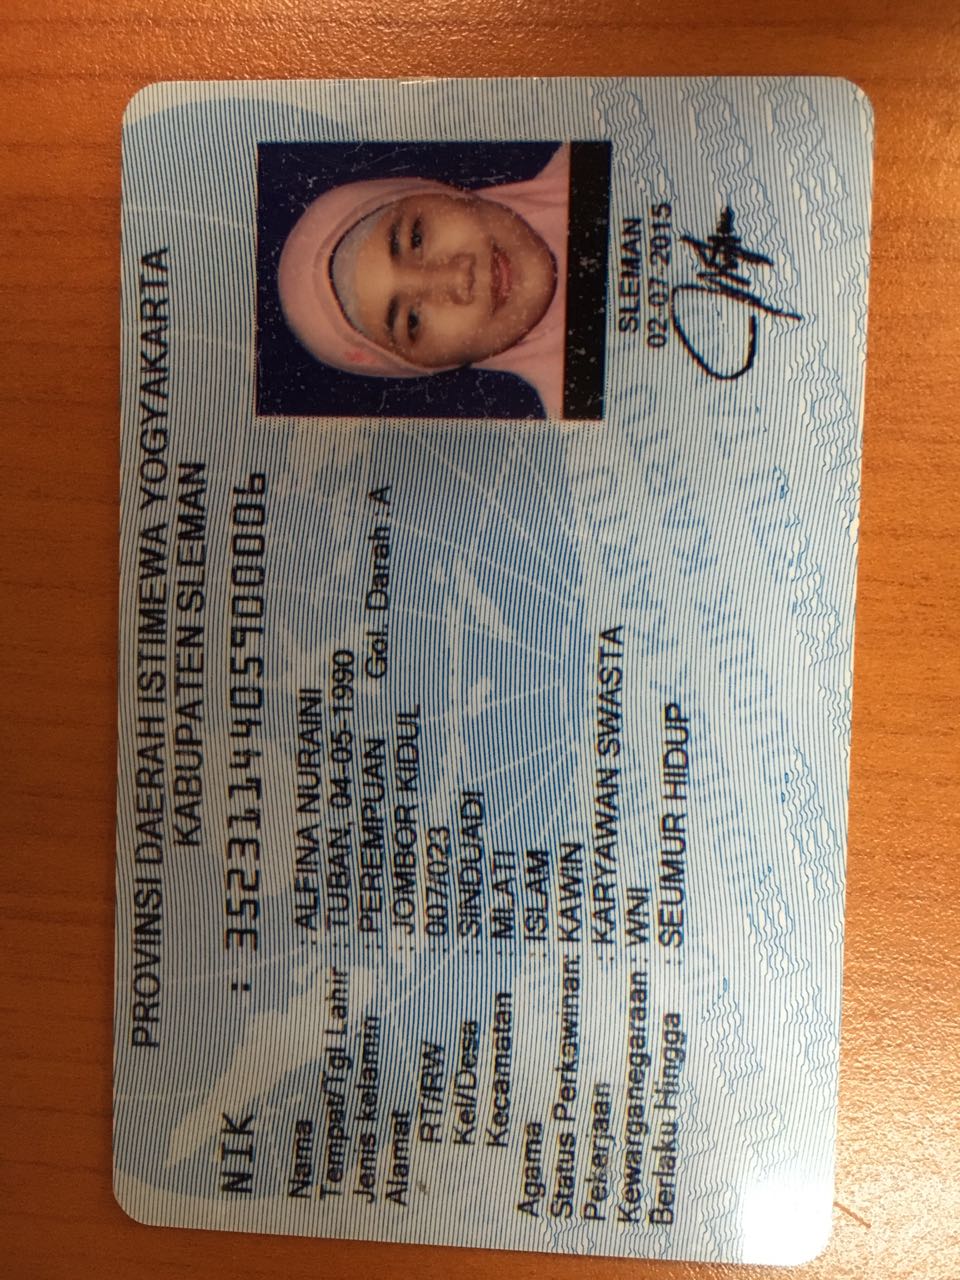 PROVINSI DAERAH ISTIMEWA YOGYAKARTA
KABUPATEN SLEMAN
NIK : 3523114405900006
Nama : ALFINA NURAINI
Tempat/Tgl Lahir : TUBAN, 04-05-1990
Jenis kelamin : PEREMPUAN Gol. Darah : A
Alamat : JOMBOR KIDUL
RT/RW : 007/023
Kel/Desa : SINDUADI
Kecamatan : MLATI
Agama : ISLAM
Status Perkawinan: KAWIN
Pekerjaan : KARYAWAN SWASTA
Kewarganegaraan : WNI
Berlaku Hingga : SEUMUR HIDUP
SLEMAN
02-07-2015